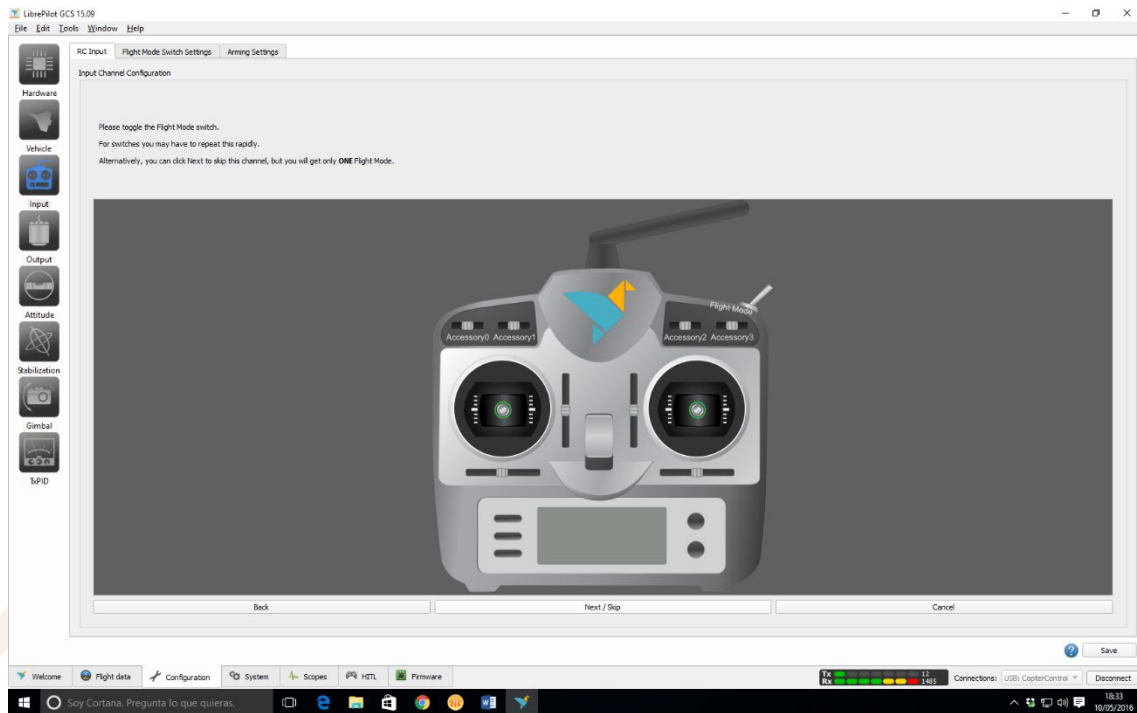 LibrePilot GCS 15.09
File Edit Tools Window Help
RC Input Flight Mode Switch Settings Arming Settings
Input Channel Configuration
Hardware
Vehicle
Input
Output
Attitude
Stabilization
Gimbal
TxPID
Please toggle the Flight Mode switch.
For switches you may have to repeat this rapidly.
Alternatively, you can click Next to skip this channel, but you will get only ONE Flight Mode.
Flight Mode
Accessory0 Accessory1 Accessory2 Accessory3
Back Next / Skip Cancel
Save
Welcome Flight data Configuration System Scopes HITL Firmware
Tx 12
Rx 1485
Connections: USB: CopterControl Disconnect
Soy Cortana. Pregunta lo que quieras.
18:33
10/05/2016